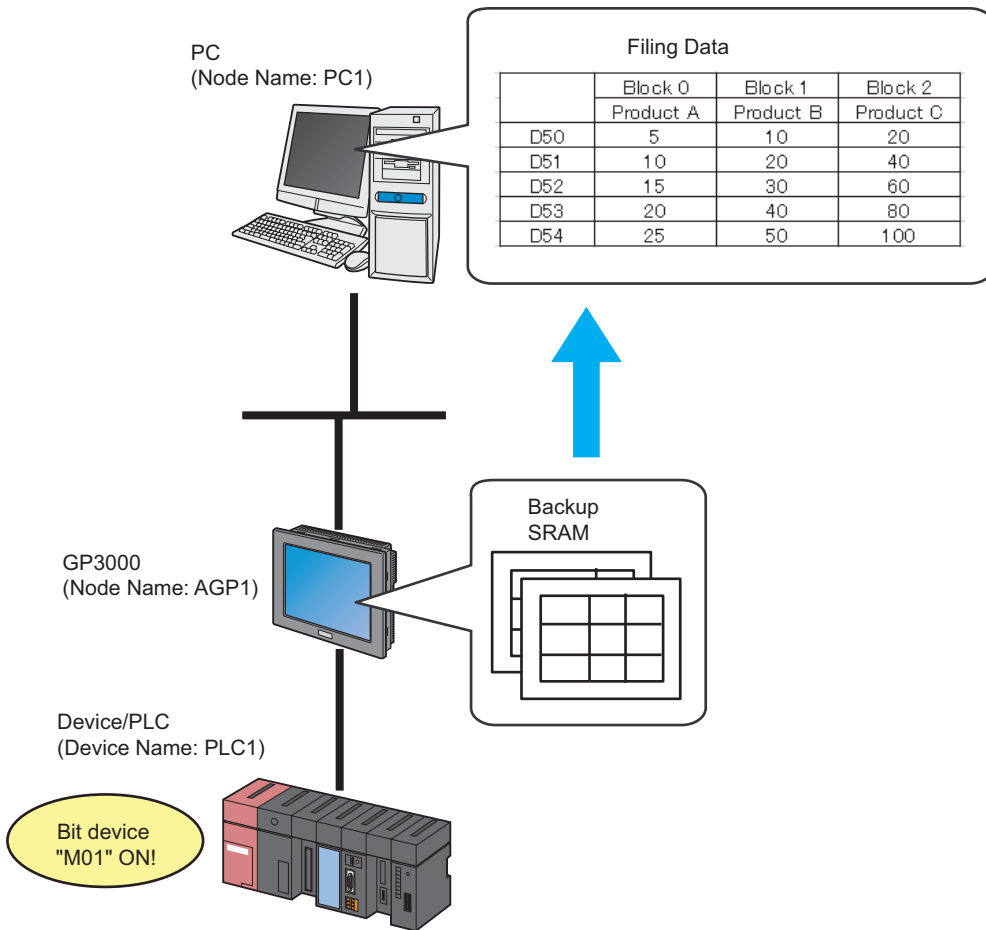 PC
(Node Name: PC1)
Filing Data
Block 0 Block 1 Block 2
Product A Product B Product C
D50 5 10 20
D51 10 20 40
D52 15 30 60
D53 20 40 80
D54 25 50 100
Backup
SRAM
GP3000
(Node Name: AGP1)
Device/PLC
(Device Name: PLC1)
Bit device
"M01" ON!